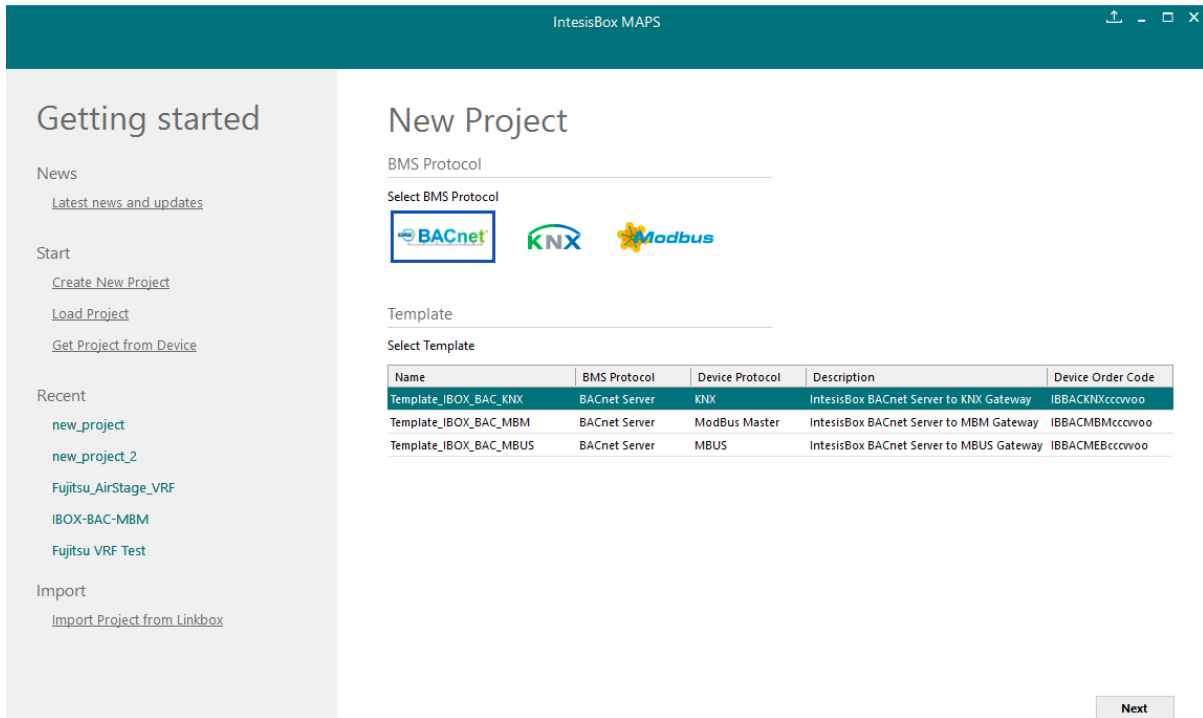 IntesisBox MAPS
Getting started
News
Latest news and updates
Start
Create New Project
Load Project
Get Project from Device
Recent
new_project
new_project_2
Fujitsu_AirStage_VRF
IBOX-BAC-MBM
Fujitsu VRF Test
Import
Import Project from Linkbox
New Project
BMS Protocol
Select BMS Protocol
BACnet KNX Modbus
Template
Select Template
Name BMS Protocol Device Protocol Description Device Order Code
Template_IBOX_BAC_KNX BACnet Server KNX IntesisBox BACnet Server to KNX Gateway IBBACKNXcccvvoo
Template_IBOX_BAC_MBM BACnet Server ModBus Master IntesisBox BACnet Server to MBM Gateway IBBACMBMcccvvoo
Template_IBOX_BAC_MBUS BACnet Server MBUS IntesisBox BACnet Server to MBUS Gateway IBBACMEBcccvvoo
Next